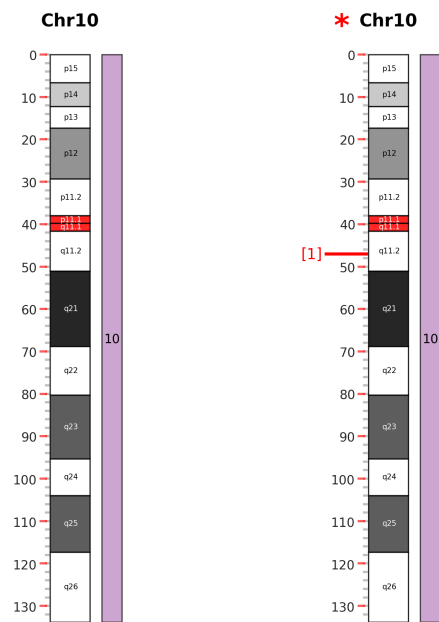 Chr10
* Chr10
0
10
20
30
40
50
60
70
80
90
100
110
120
130
p15
p14
p13
p12
p11.2
p11.1
q11.1
q11.2
q21
q22
q23
q24
q25
q26
10
0
10
20
30
40
50
60
70
80
90
100
110
120
130
[1]
p15
p14
p13
p12
p11.2
p11.1
q11.1
q11.2
q21
q22
q23
q24
q25
q26
10